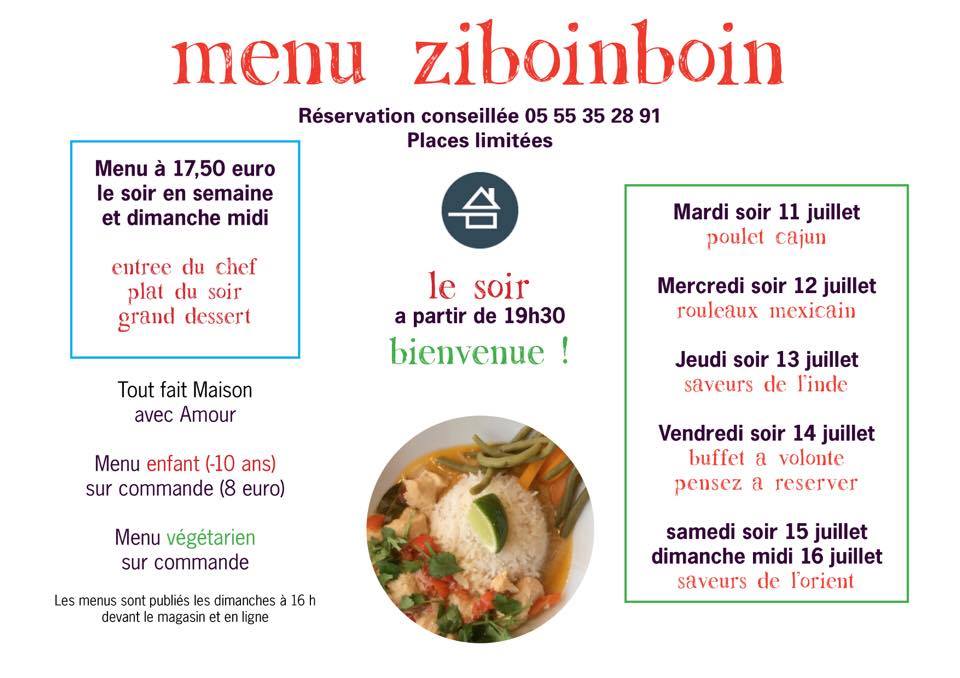 menu ziboinboin
Réservation conseillée 05 55 35 28 91
Places limitées
Menu à 17,50 euro
le soir en semaine
et dimanche midi
entree du chef
plat du soir
grand dessert
Tout fait Maison
avec Amour
Menu enfant (-10 ans)
sur commande (8 euro)
Menu végétarien
sur commande
Les menus sont publiés les dimanches à 16 h
devant le magasin et en ligne
le soir
a partir de 19h30
bienvenue !
Mardi soir 11 juillet
poulet cajun
Mercredi soir 12 juillet
rouleaux mexicain
Jeudi soir 13 juillet
saveurs de l'inde
Vendredi soir 14 juillet
buffet a volonte
pensez a reserver
samedi soir 15 juillet
dimanche midi 16 juillet
saveurs de l'orient